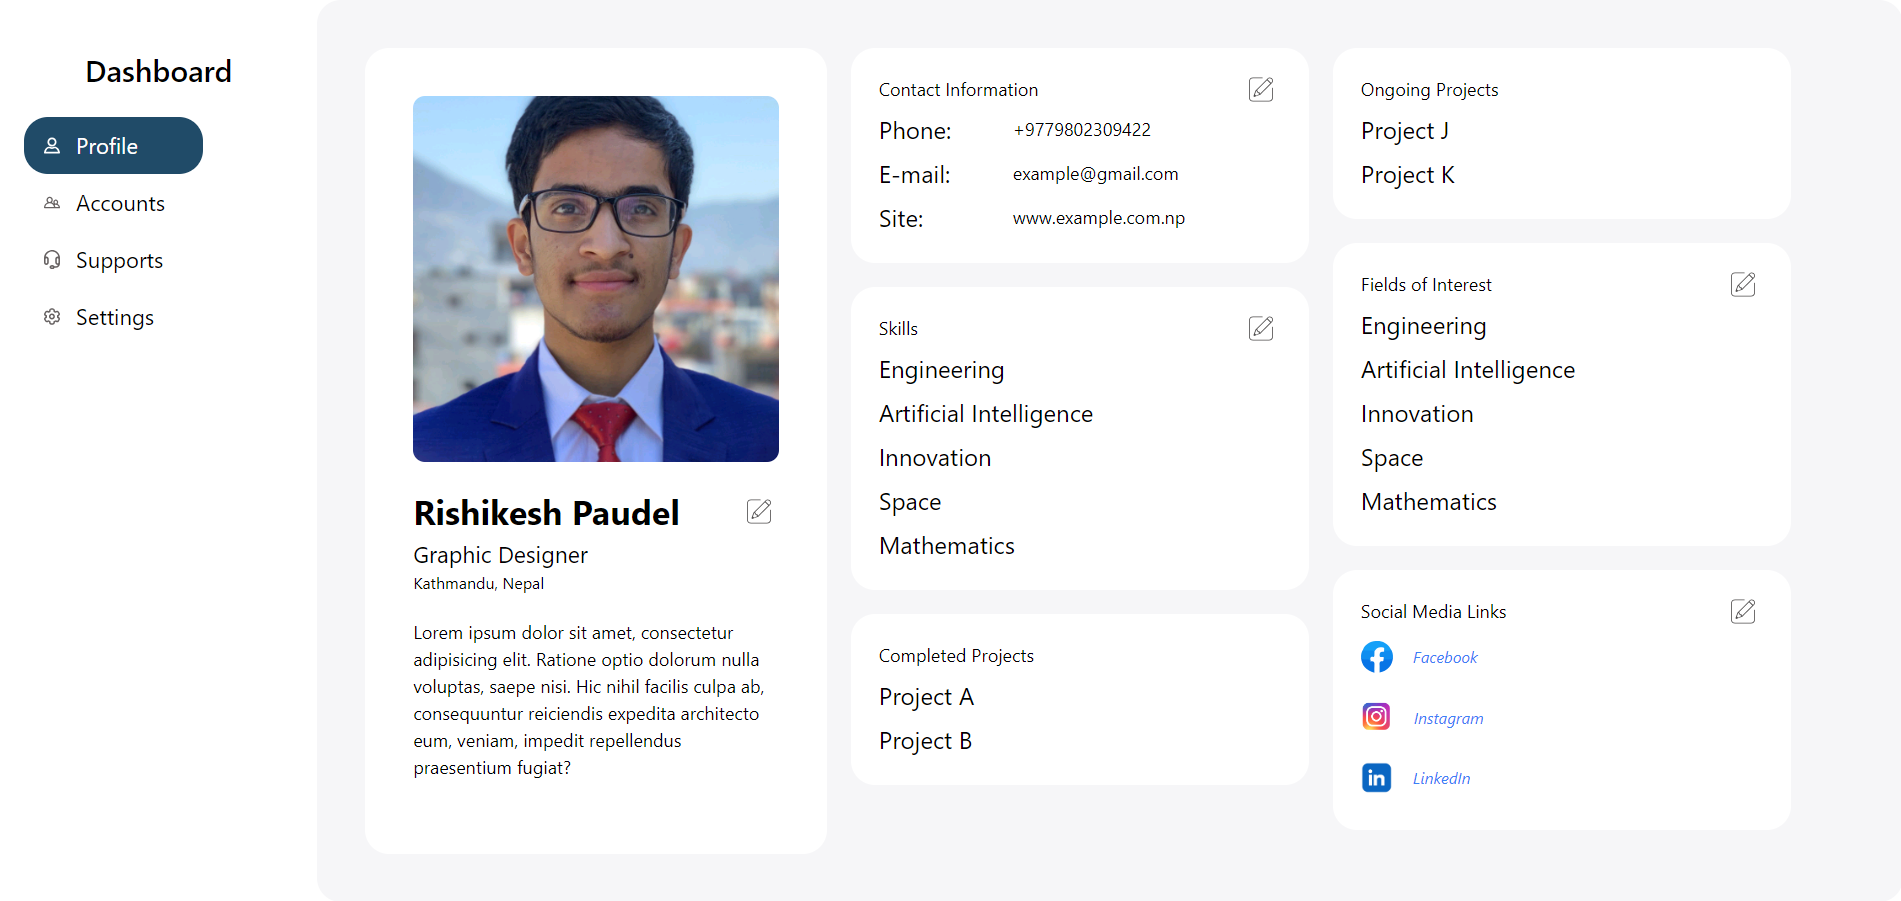 Dashboard
Profile
Accounts
Supports
Settings
Rishikesh Paudel
Graphic Designer
Kathmandu, Nepal
Lorem ipsum dolor sit amet, consectetur
adipisicing elit. Ratione optio dolorum nulla
voluptas, saepe nisi. Hic nihil facilis culpa ab,
consequuntur reiciendis expedita architecto
eum, veniam, impedit repellendus
praesentium fugiat?
Contact Information
Phone: +9779802309422
E-mail: example@gmail.com
Site: www.example.com.np
Skills
Engineering
Artificial Intelligence
Innovation
Space
Mathematics
Completed Projects
Project A
Project B
Ongoing Projects
Project J
Project K
Fields of Interest
Engineering
Artificial Intelligence
Innovation
Space
Mathematics
Social Media Links
Facebook
Instagram
in LinkedIn